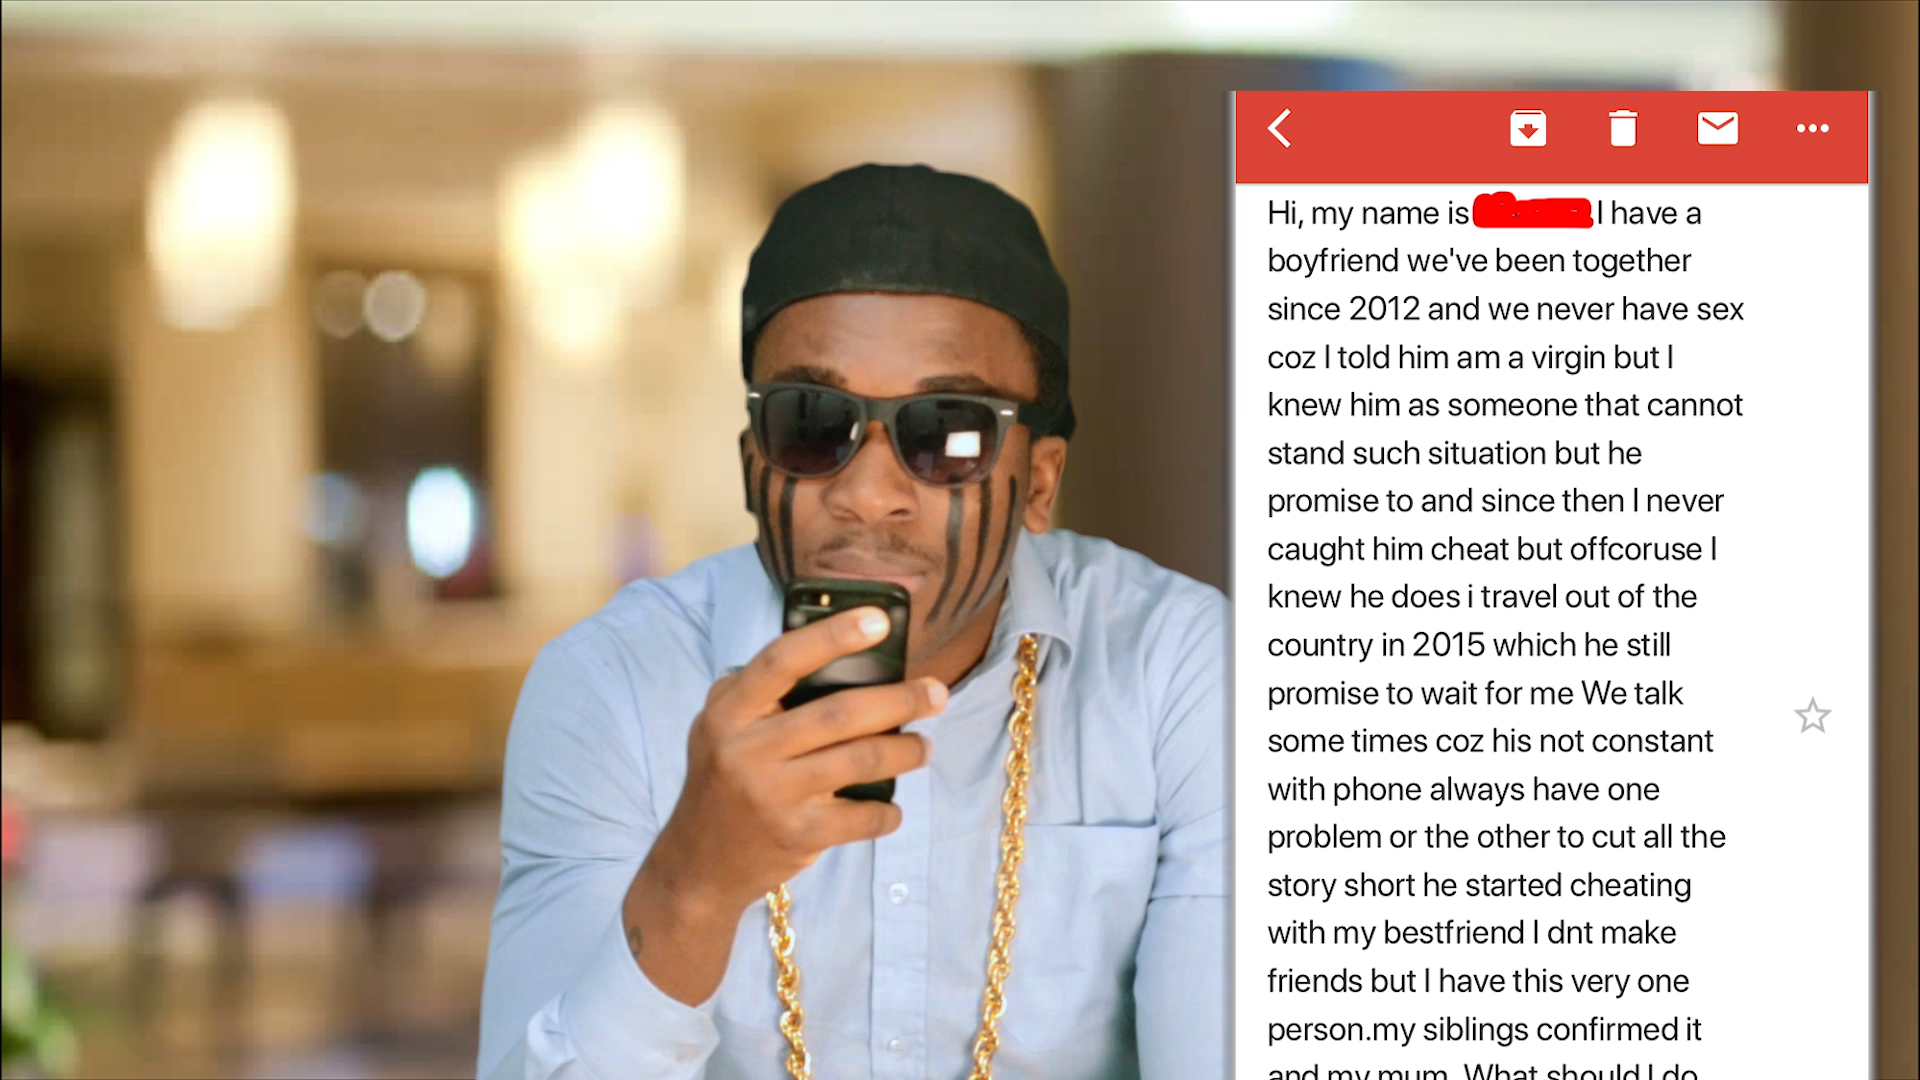 Hi, my name is I have a
boyfriend we've been together
since 2012 and we never have sex
coz I told him am a virgin but I
knew him as someone that cannot
stand such situation but he
promise to and since then I never
caught him cheat but offcoruse I
knew he does i travel out of the
country in 2015 which he still
promise to wait for me We talk
some times coz his not constant
with phone always have one
problem or the other to cut all the
story short he started cheating
with my bestfriend I dnt make
friends but I have this very one
person.my siblings confirmed it
and my mum. What should I do